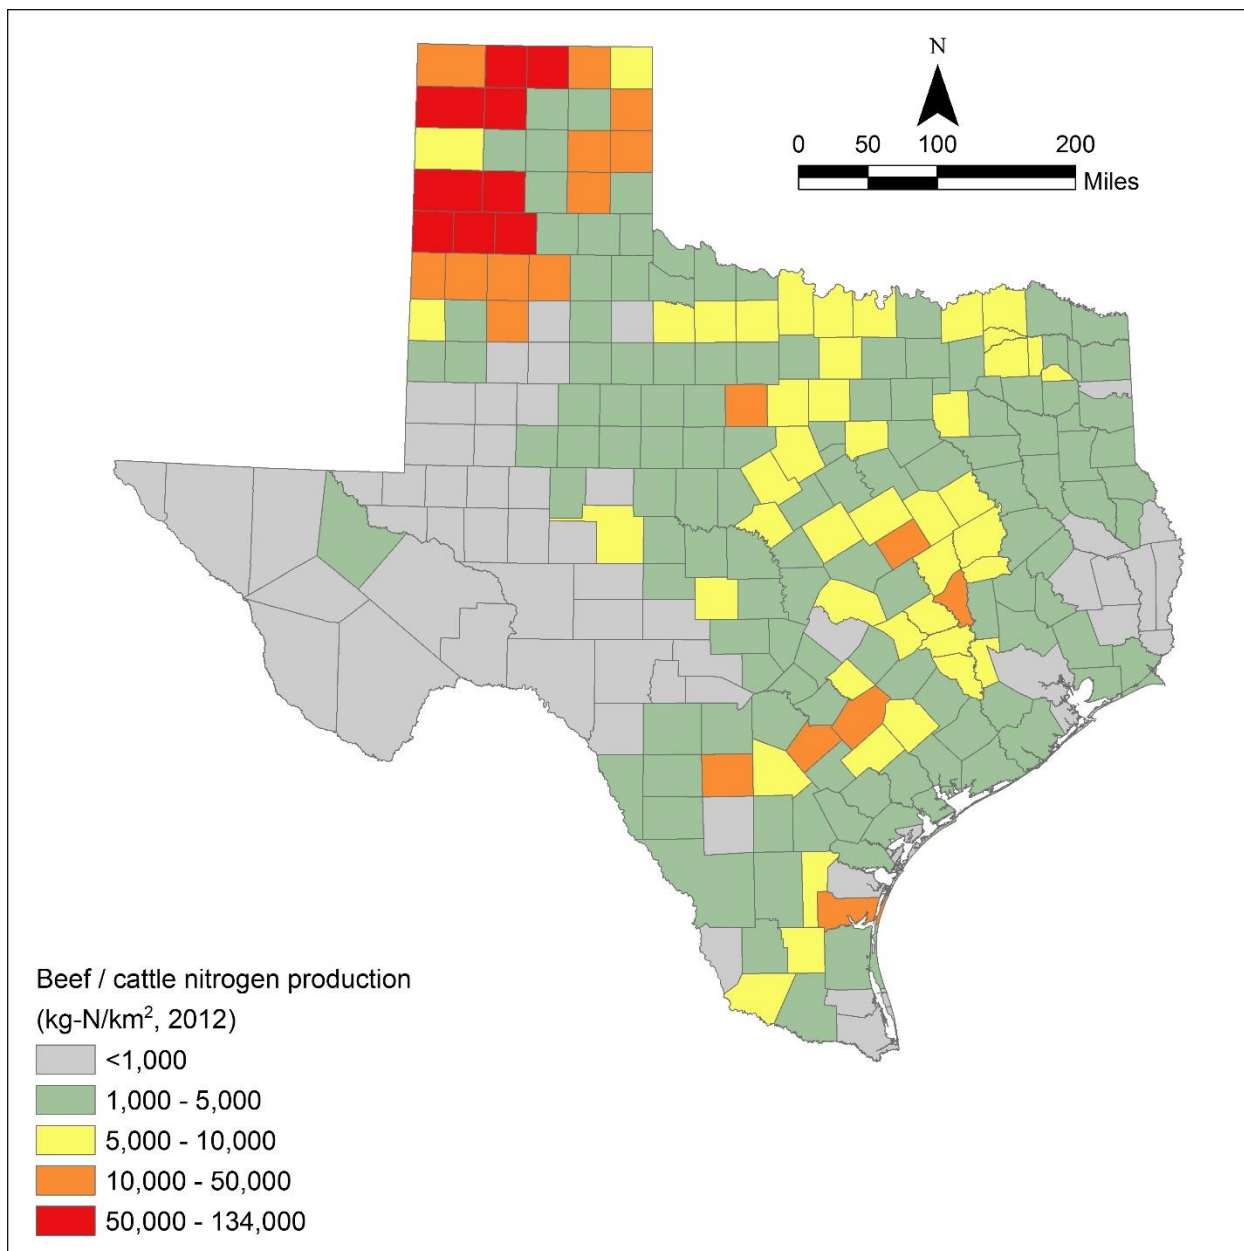 N
0 50 100 200
Miles
Beef / cattle nitrogen production
(kg-N/km², 2012)
<1,000
1,000 - 5,000
5,000 - 10,000
10,000 - 50,000
50,000 - 134,000